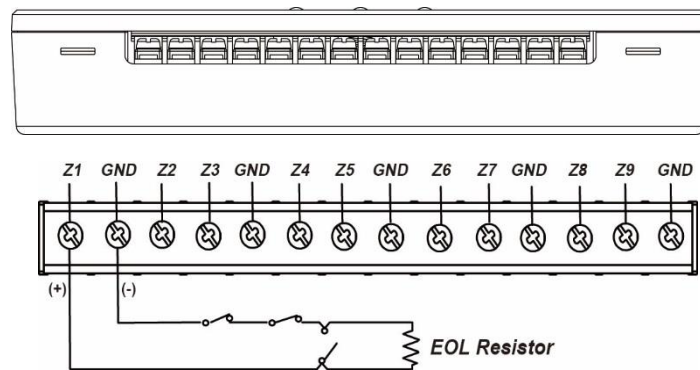 Z1 GND Z2 Z3 GND Z4 Z5 GND Z6 Z7 GND Z8 Z9 GND
(+) (-)
EOL Resistor